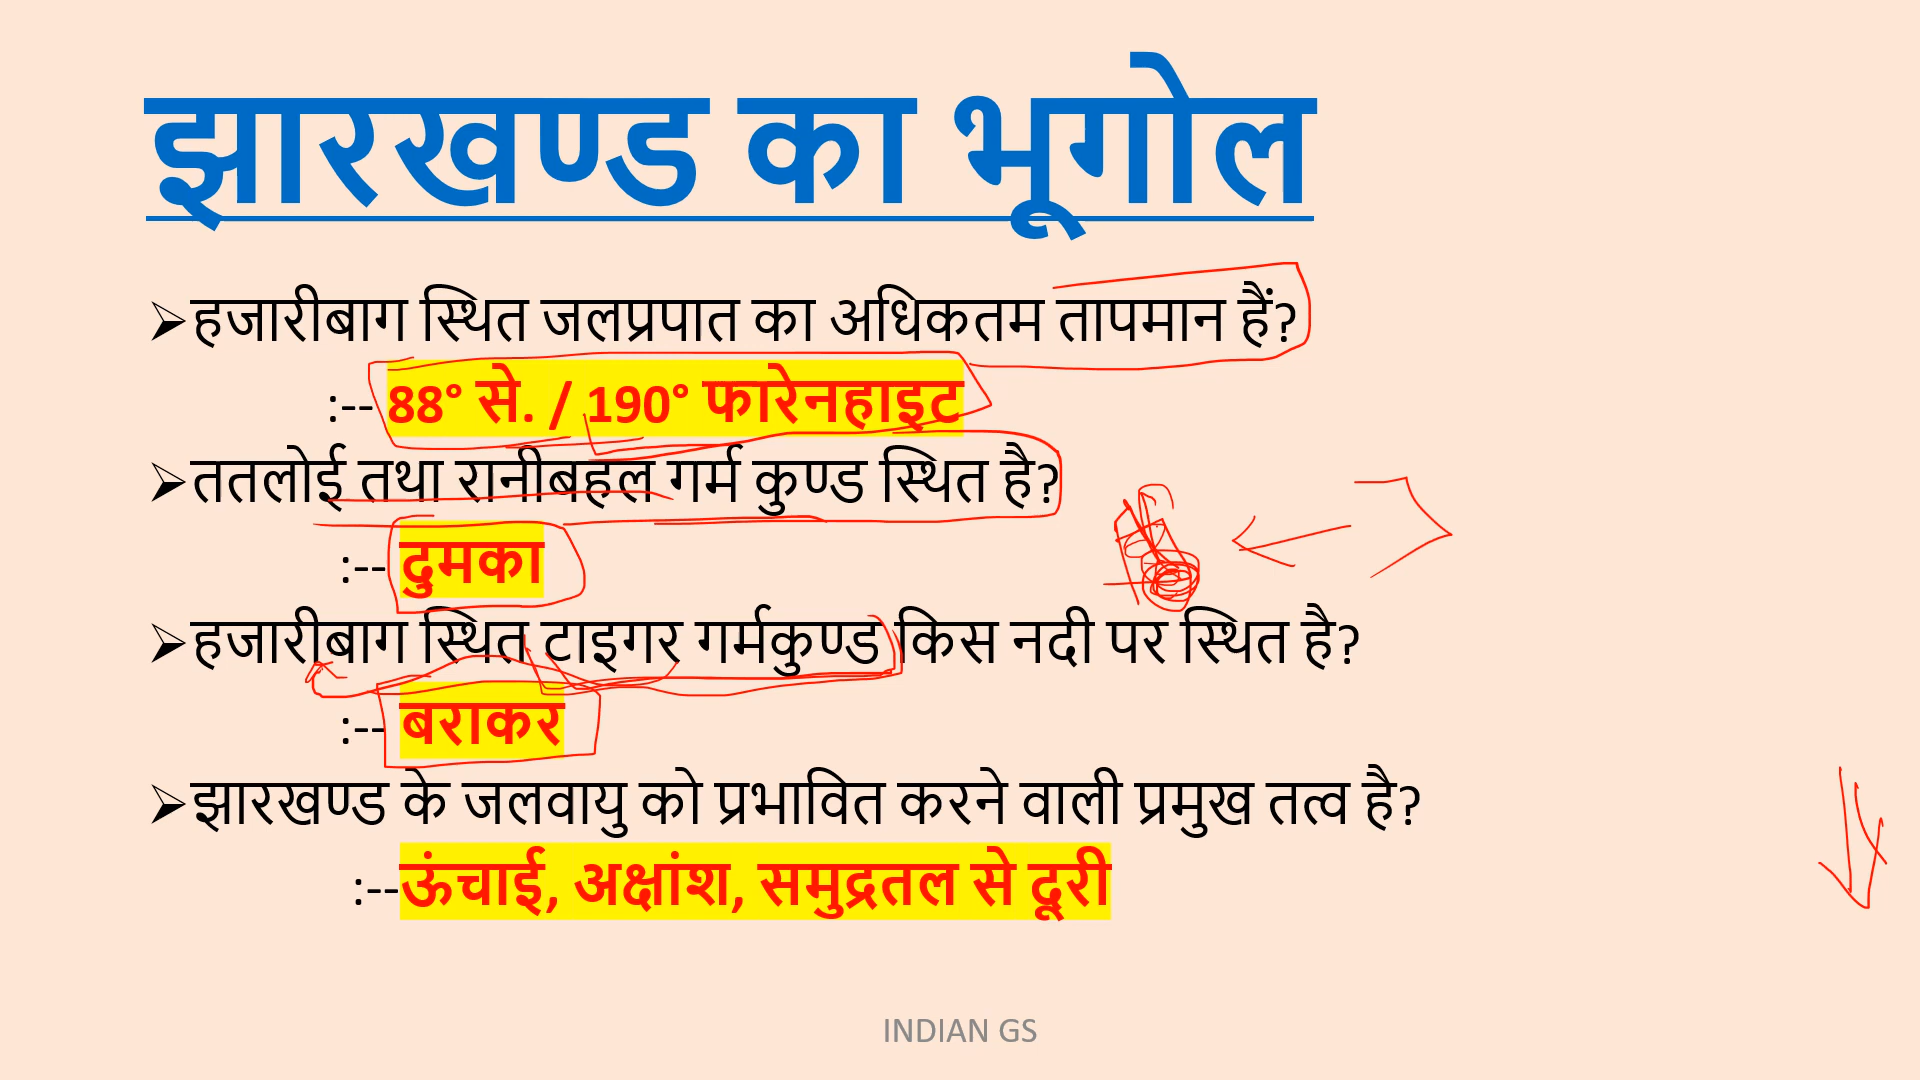 झारखण्ड का भूगोल
➢हजारीबाग स्थित जलप्रपात का अधिकतम तापमान हैं?
:-- 88° से. / 190° फारेनहाइट
➢ततलोई तथा रानीबहल गर्म कुण्ड स्थित है?
:-- दुमका
➢हजारीबाग स्थित टाइगर गर्मकुण्ड किस नदी पर स्थित है?
:-- बराकर
➢झारखण्ड के जलवायु को प्रभावित करने वाली प्रमुख तत्व है?
:--ऊंचाई, अक्षांश, समुद्रतल से दूरी
INDIAN GS